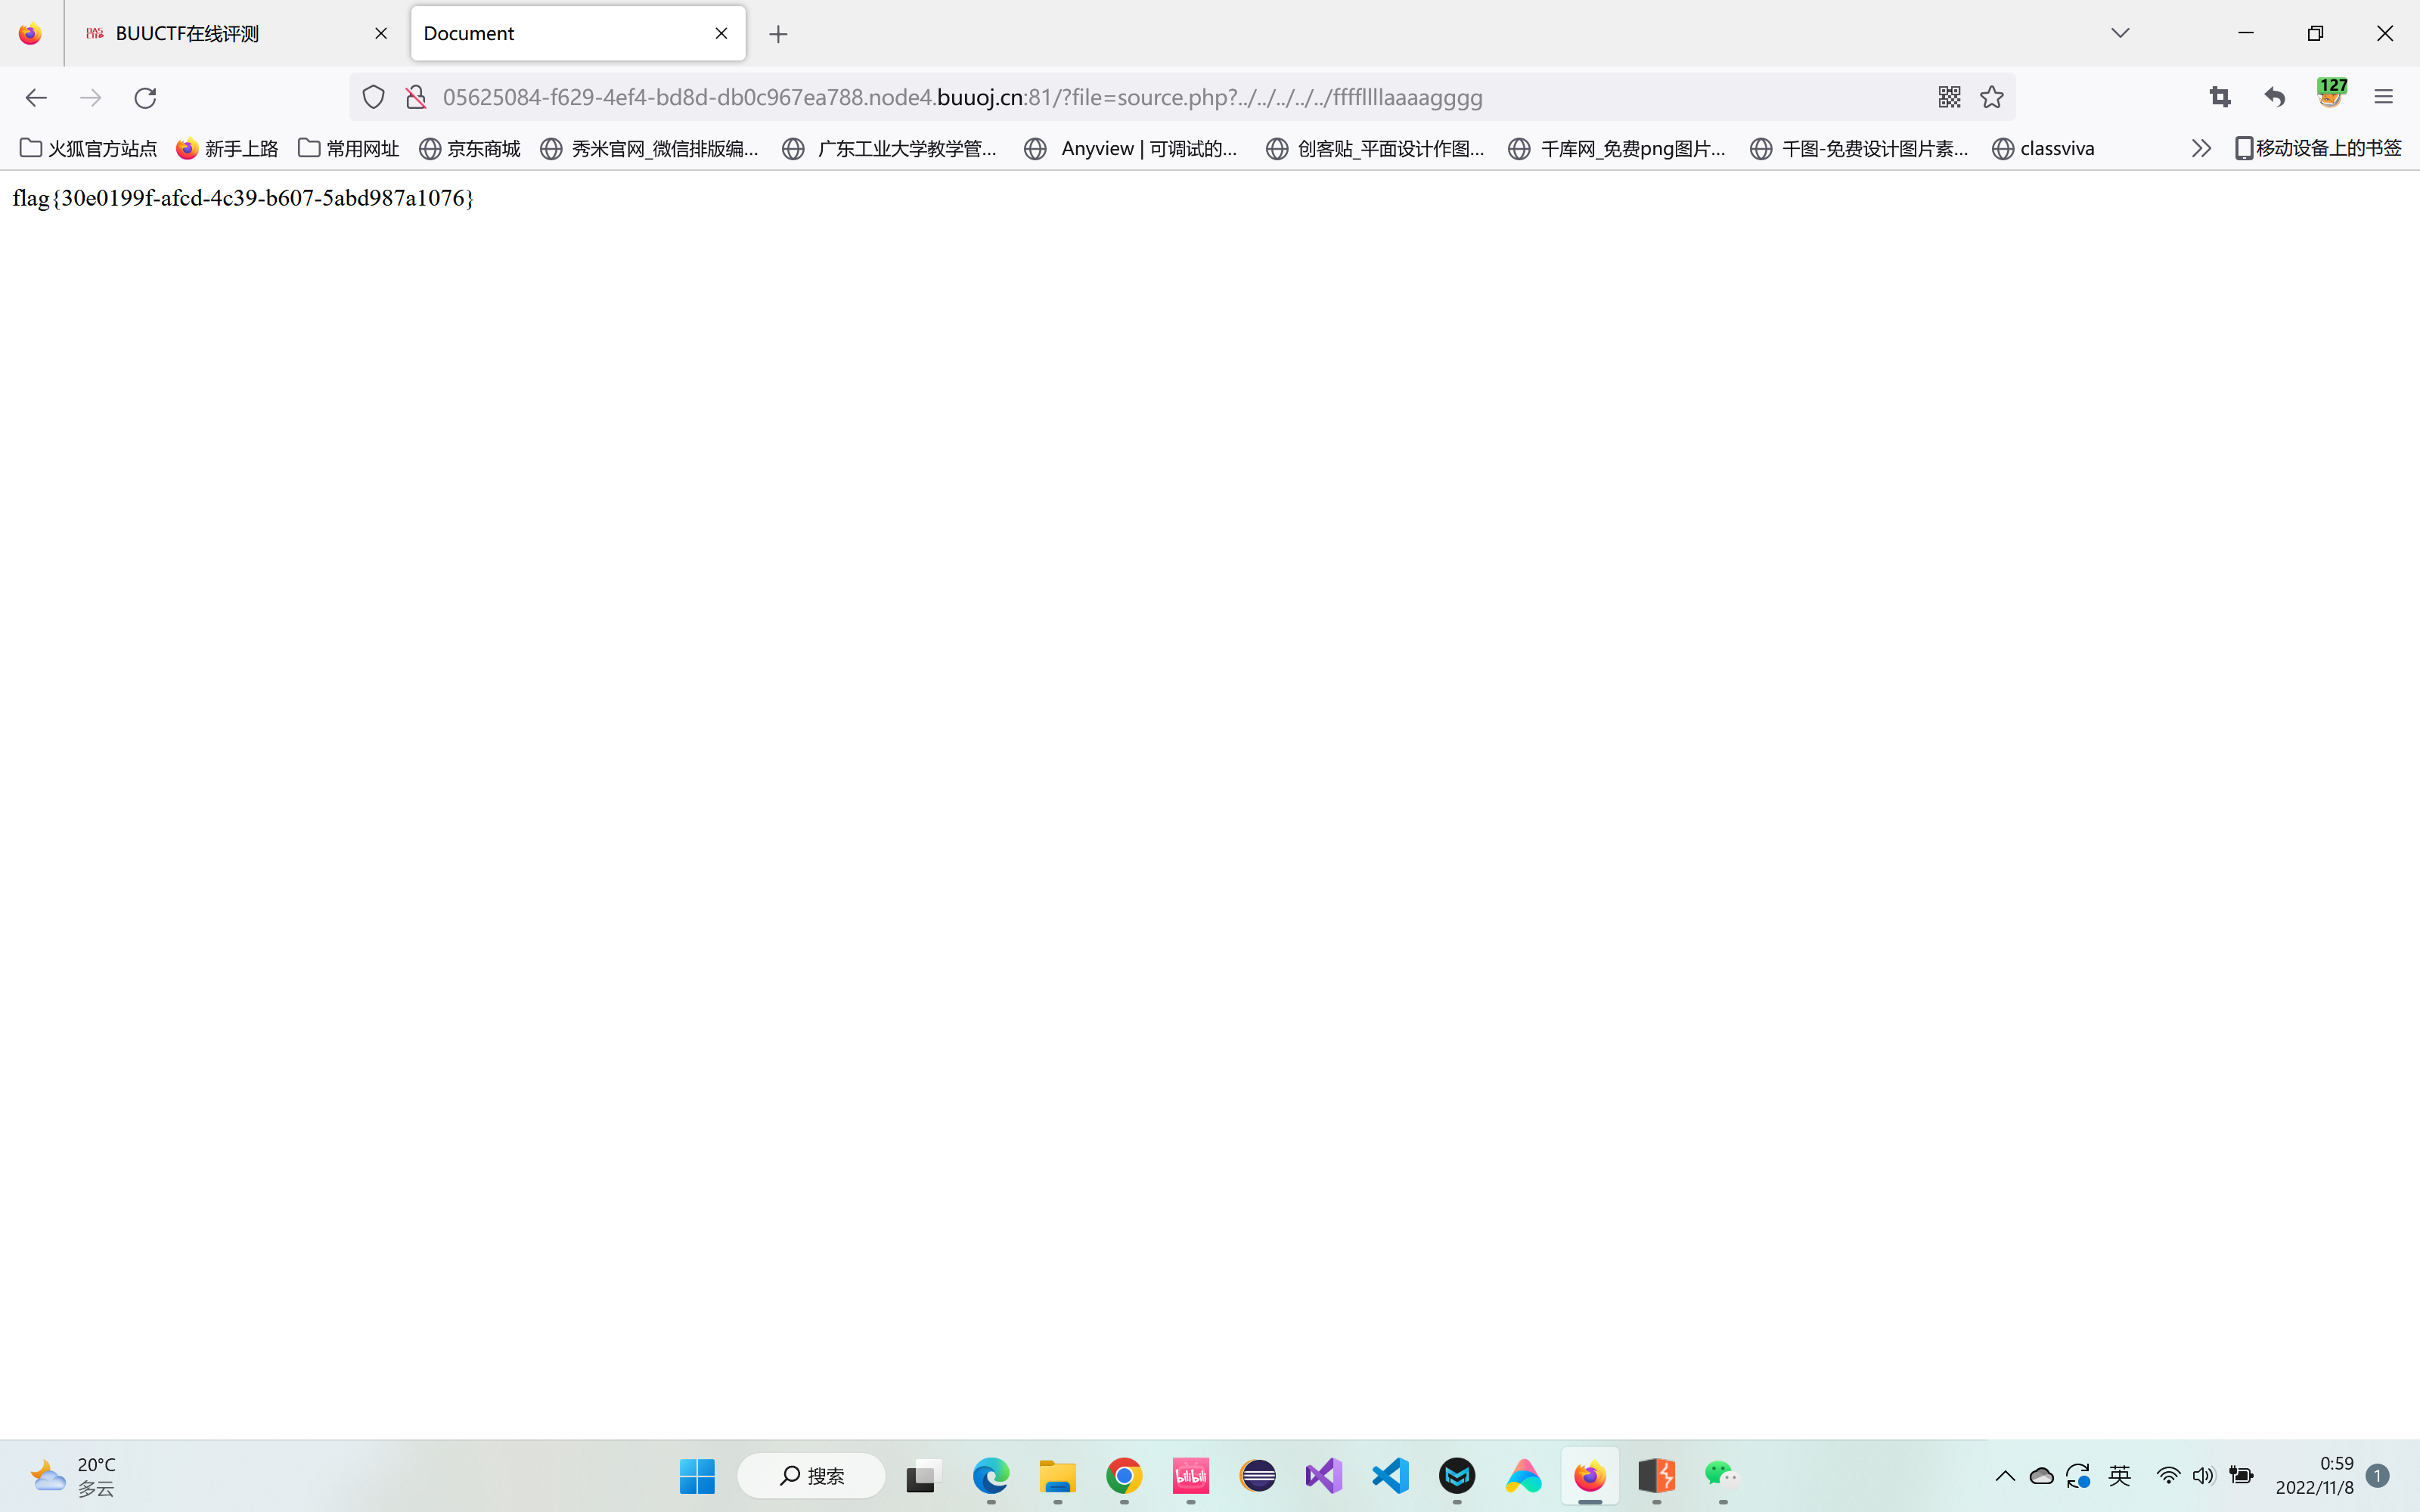 BUUCTF在线评测
Document
05625084-f629-4ef4-bd8d-db0c967ea788.node4.buuoj.cn:81/?file=source.php?../../../../../ffffllllaaaagggg
127
火狐官方站点 新手上路 常用网址 京东商城 秀米官网_微信排版编... 广东工业大学教学管... Anyview | 可调试的... 创客贴_平面设计作图... 千库网_免费png图片... 千图-免费设计图片素... classviva 移动设备上的书签
flag{30e0199f-afcd-4c39-b607-5abd987a1076}
20°C
多云
搜索
bilibili
英
0:59
2022/11/8
1